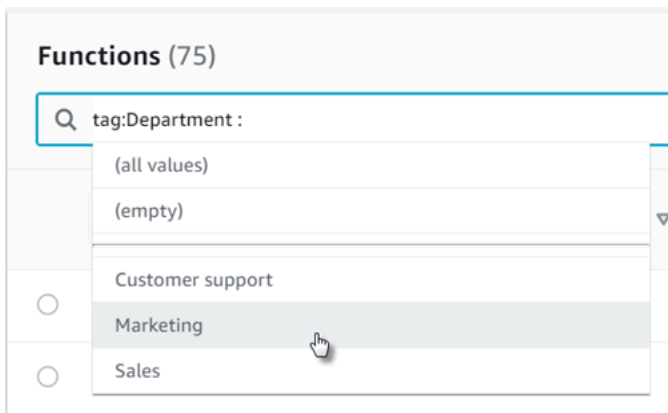 Functions (75)
tag:Department :
(all values)
(empty)
Customer support
Marketing
Sales